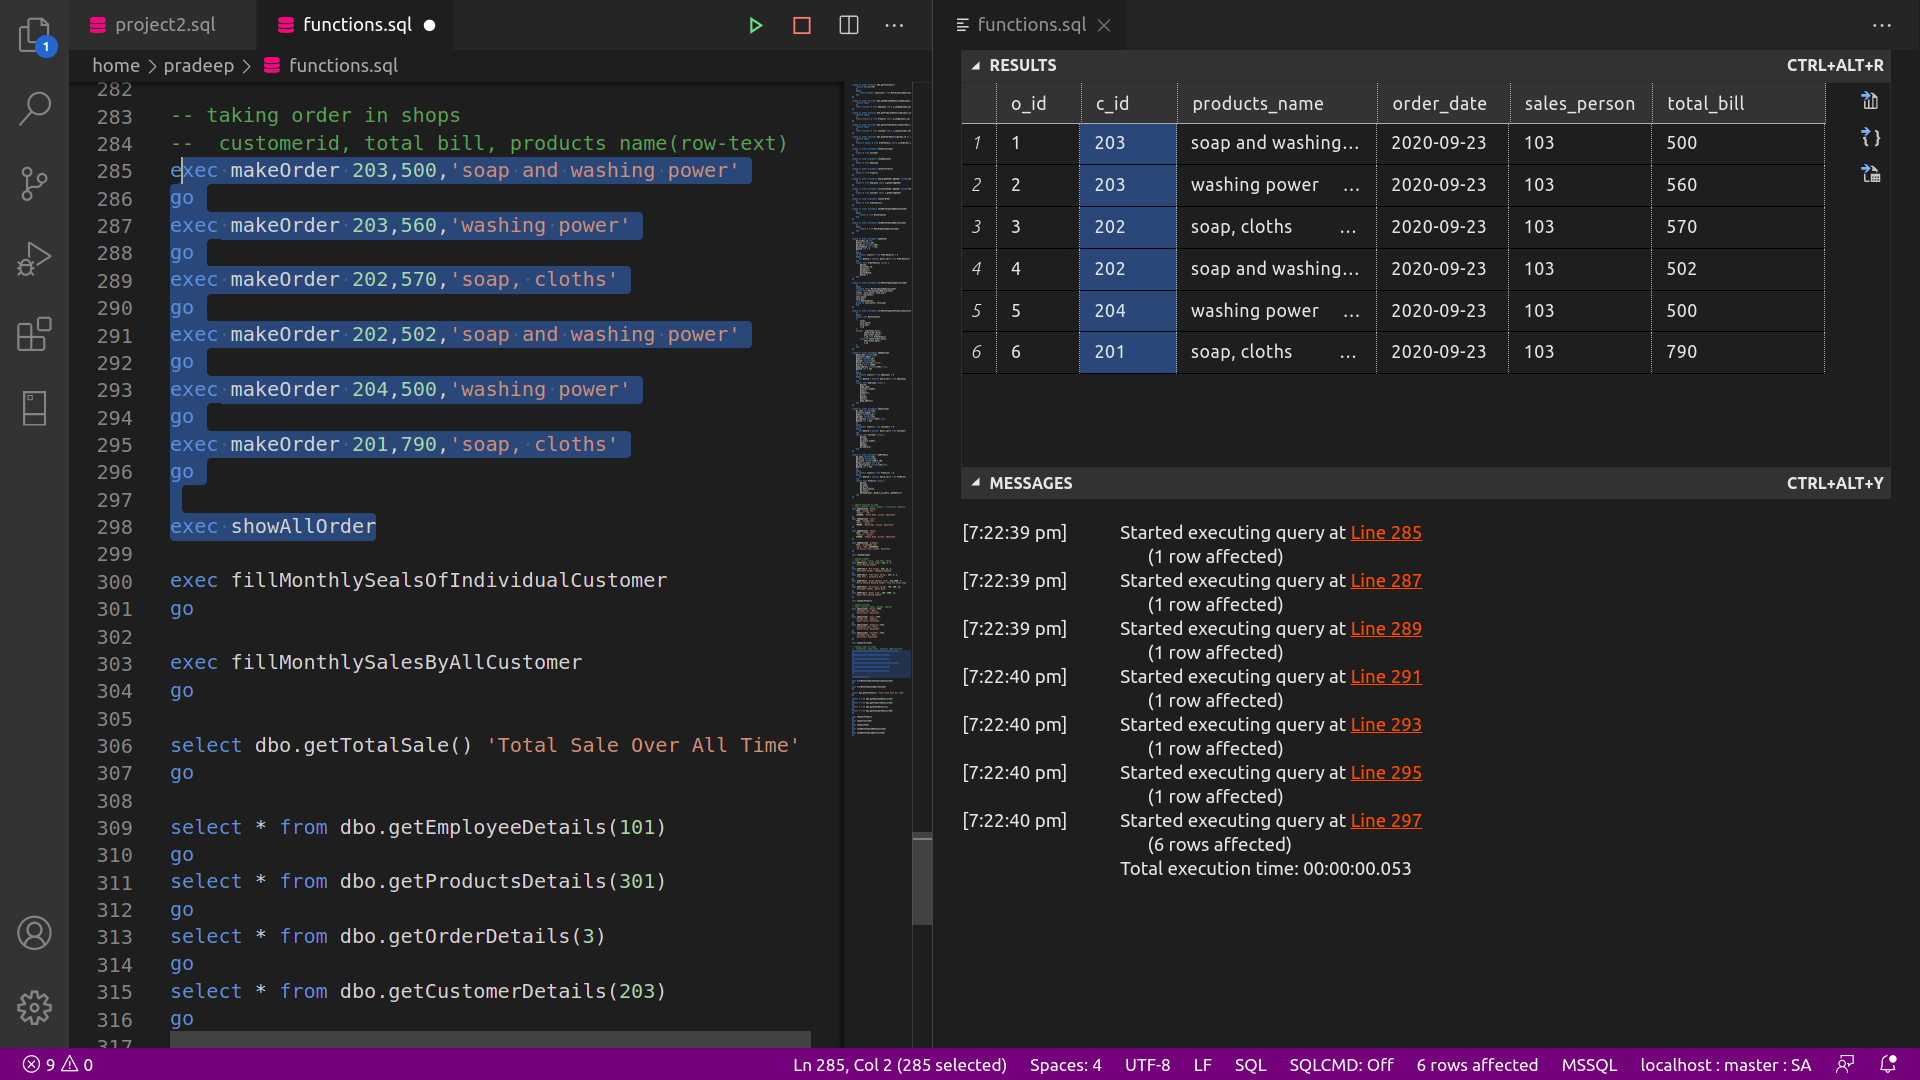 project2.sql
functions.sql
home > pradeep > functions.sql
282
283 -- taking order in shops
284 --  customerid, total bill, products name(row-text)
285 exec makeOrder 203,500,'soap and washing power'
286 go
287 exec makeOrder 203,560,'washing power'
288 go
289 exec makeOrder 202,570,'soap, cloths'
290 go
291 exec makeOrder 202,502,'soap and washing power'
292 go
293 exec makeOrder 204,500,'washing power'
294 go
295 exec makeOrder 201,790,'soap, cloths'
296 go
297
298 exec showAllOrder
299
300 exec fillMonthlySealsOfIndividualCustomer
301 go
302
303 exec fillMonthlySalesByAllCustomer
304 go
305
306 select dbo.getTotalSale() 'Total Sale Over All Time'
307 go
308
309 select * from dbo.getEmployeeDetails(101)
310 go
311 select * from dbo.getProductsDetails(301)
312 go
313 select * from dbo.getOrderDetails(3)
314 go
315 select * from dbo.getCustomerDetails(203)
316 go
317
1
functions.sql
RESULTS CTRL+ALT+R
o_id c_id products_name order_date sales_person total_bill
1 1 203 soap and washing... 2020-09-23 103 500
2 2 203 washing power ... 2020-09-23 103 560
3 3 202 soap, cloths ... 2020-09-23 103 570
4 4 202 soap and washing... 2020-09-23 103 502
5 5 204 washing power ... 2020-09-23 103 500
6 6 201 soap, cloths ... 2020-09-23 103 790
MESSAGES CTRL+ALT+Y
[7:22:39 pm] Started executing query at Line 285
(1 row affected)
[7:22:39 pm] Started executing query at Line 287
(1 row affected)
[7:22:39 pm] Started executing query at Line 289
(1 row affected)
[7:22:40 pm] Started executing query at Line 291
(1 row affected)
[7:22:40 pm] Started executing query at Line 293
(1 row affected)
[7:22:40 pm] Started executing query at Line 295
(1 row affected)
[7:22:40 pm] Started executing query at Line 297
(6 rows affected)
Total execution time: 00:00:00.053
9 0 Ln 285, Col 2 (285 selected) Spaces: 4 UTF-8 LF SQL SQLCMD: Off 6 rows affected MSSQL localhost : master : SA